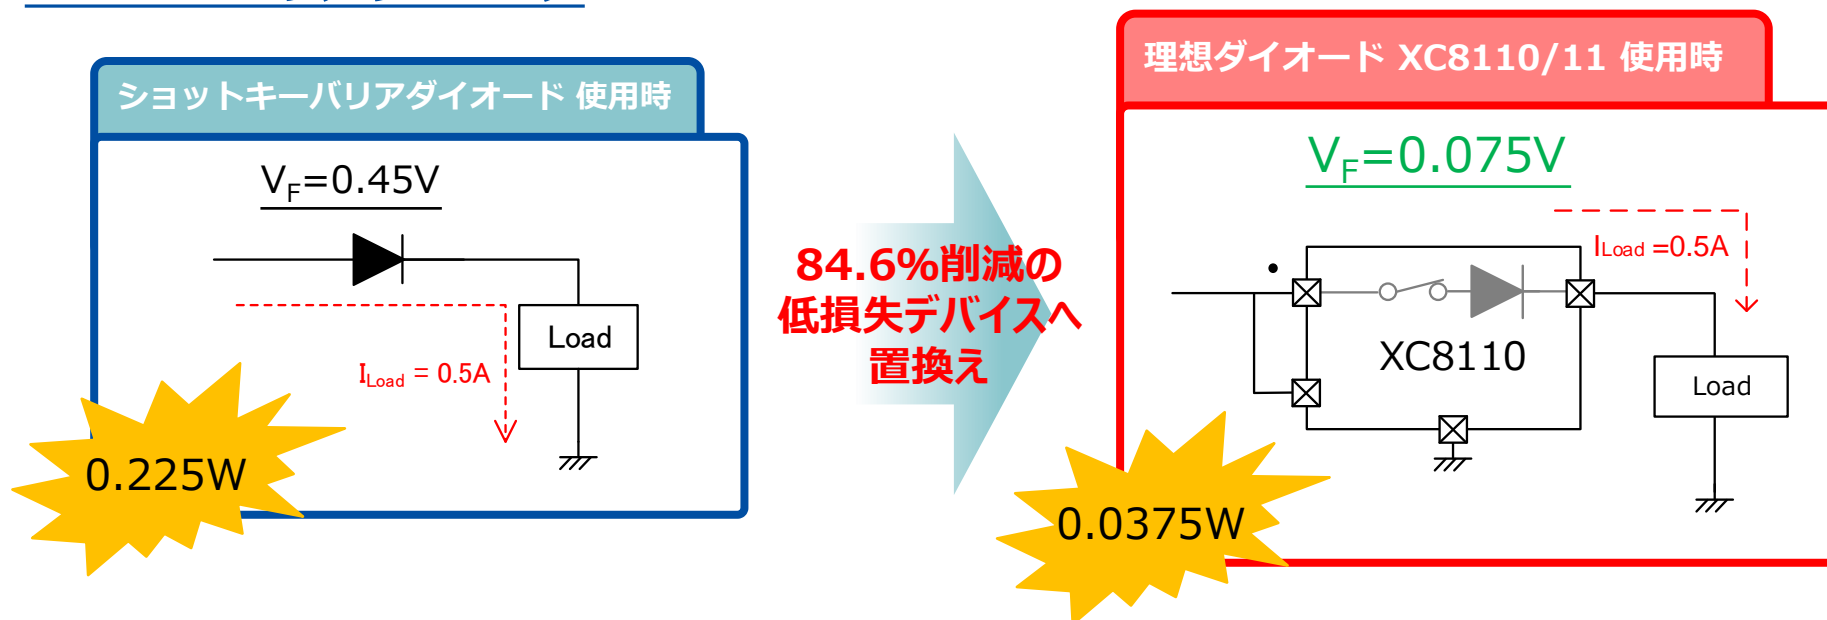 ショットキーバリアダイオード 使用時
VF=0.45V
Load
ILoad = 0.5A
0.225W
84.6%削減の
低損失デバイスへ
置換え
理想ダイオード XC8110/11 使用時
VF=0.075V
ILoad =0.5A
XC8110
Load
0.0375W